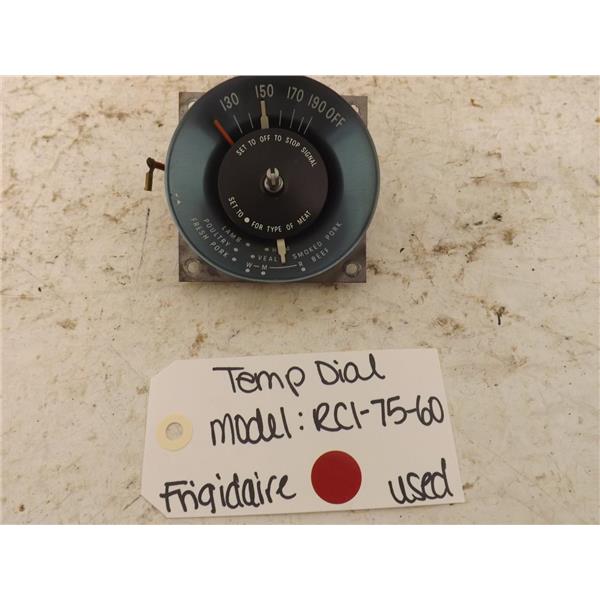 130 150 170 190 OFF
SET TO OFF TO STOP SIGNAL
SET TO ● FOR TYPE OF MEAT
LAMB
POULTRY
FRESH PORK
VEAL
SMOKED PORK
W—M
R
BEEF
Temp Dial
Model: RC1-75-60
Frigidaire
used